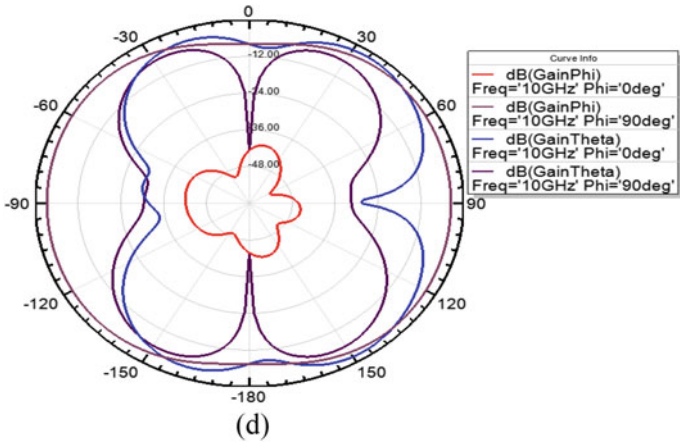 0
-30
30
-12.00
-24.00
-60
60
-36.00
-48.00
-90
90
-120
120
-150
150
-180
Curve Info
dB(GainPhi)
Freq='10GHz' Phi='0deg'
dB(GainPhi)
Freq='10GHz' Phi='90deg'
dB(GainTheta)
Freq='10GHz' Phi='0deg'
dB(GainTheta)
Freq='10GHz' Phi='90deg'
(d)